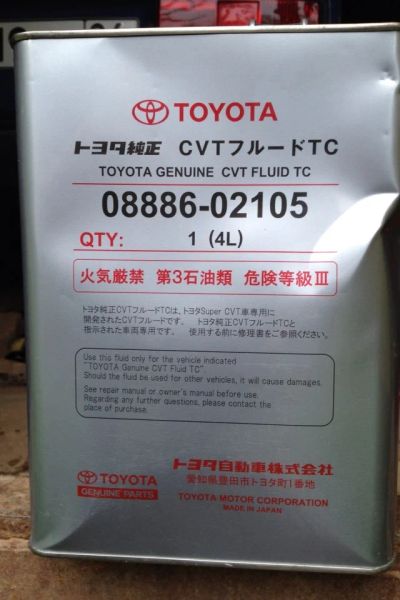 TOYOTA
トヨタ純正 CVTフルードTC
TOYOTA GENUINE CVT FLUID TC
08886-02105
QTY: 1 (4L)
火気厳禁 第3石油類 危険等級III
トヨタ純正CVTフルードTCは、トヨタSuper CVT車専用に
開発されたCVTフルードです。 トヨタ純正CVTフルードTCと
指示された車両専用です。 使用する前に修理書をご参照ください。
Use this fluid only for the vehicle indicated
"TOYOTA Genuine CVT Fluid TC".
Should the fluid be used for other vehicles, it will cause damages.
See repair manual or owner's manual before use.
Regarding any further questions, please contact the
place of purchase.
TOYOTA
GENUINE PARTS
トヨタ自動車株式会社
愛知県豊田市トヨタ町1番地
TOYOTA MOTOR CORPORATION
MADE IN JAPAN